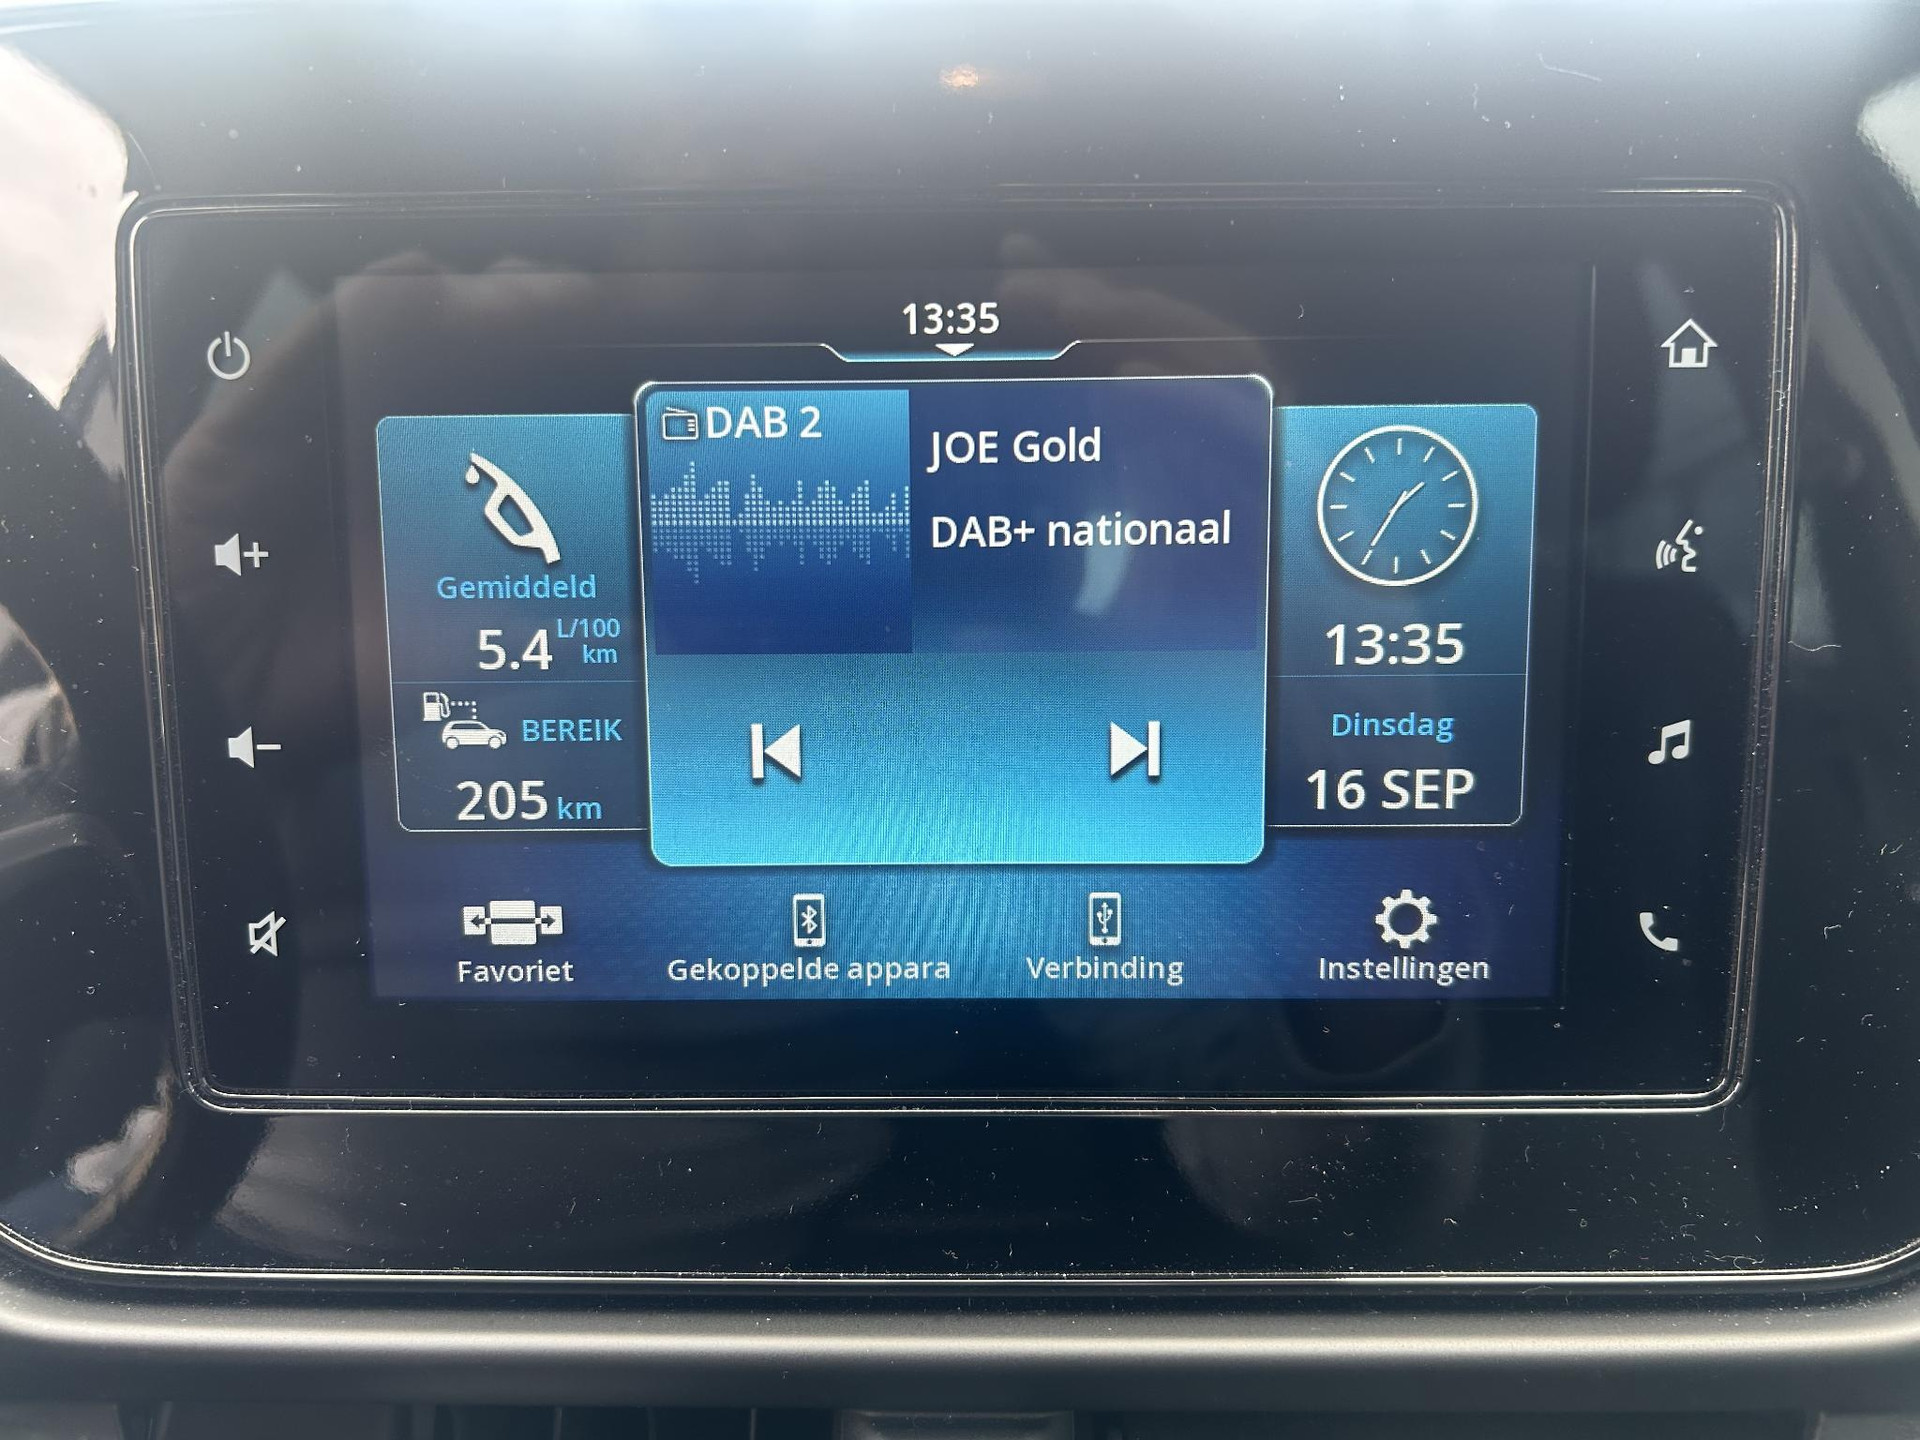 13:35
DAB 2
JOE Gold
DAB+ nationaal
Gemiddeld
5.4 L/100 km
BEREIK
205 km
13:35
Dinsdag
16 SEP
Favoriet
Gekoppelde appara
Verbinding
Instellingen